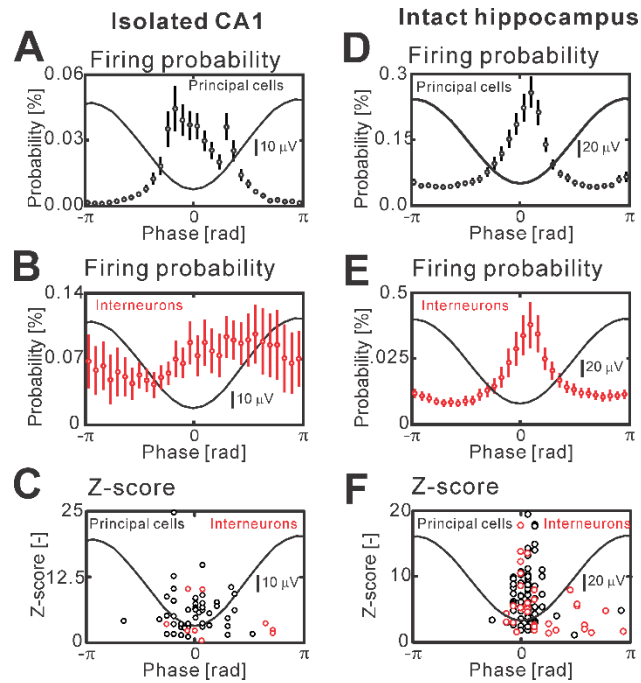 Isolated CA1
Intact hippocampus
A
Firing probability
Principal cells
0.06
0.03
0.00
Probability [%]
10 μV
-π
0
π
Phase [rad]
D
Firing probability
Principal cells
0.3
0.15
0.0
Probability [%]
20 μV
-π
0
π
Phase [rad]
B
Firing probability
Interneurons
0.14
0.07
0
Probability [%]
10 μV
-π
0
π
Phase [rad]
E
Firing probability
Interneurons
0.5
0.25
0
Probability [%]
20 μV
-π
0
π
Phase [rad]
C
Z-score
Principal cells
Interneurons
25
12.5
0
Z-score [-]
10 μV
-π
0
π
Phase [rad]
F
Z-score
Principal cells
Interneurons
20
10
0
Z-score [-]
20 μV
-π
0
π
Phase [rad]